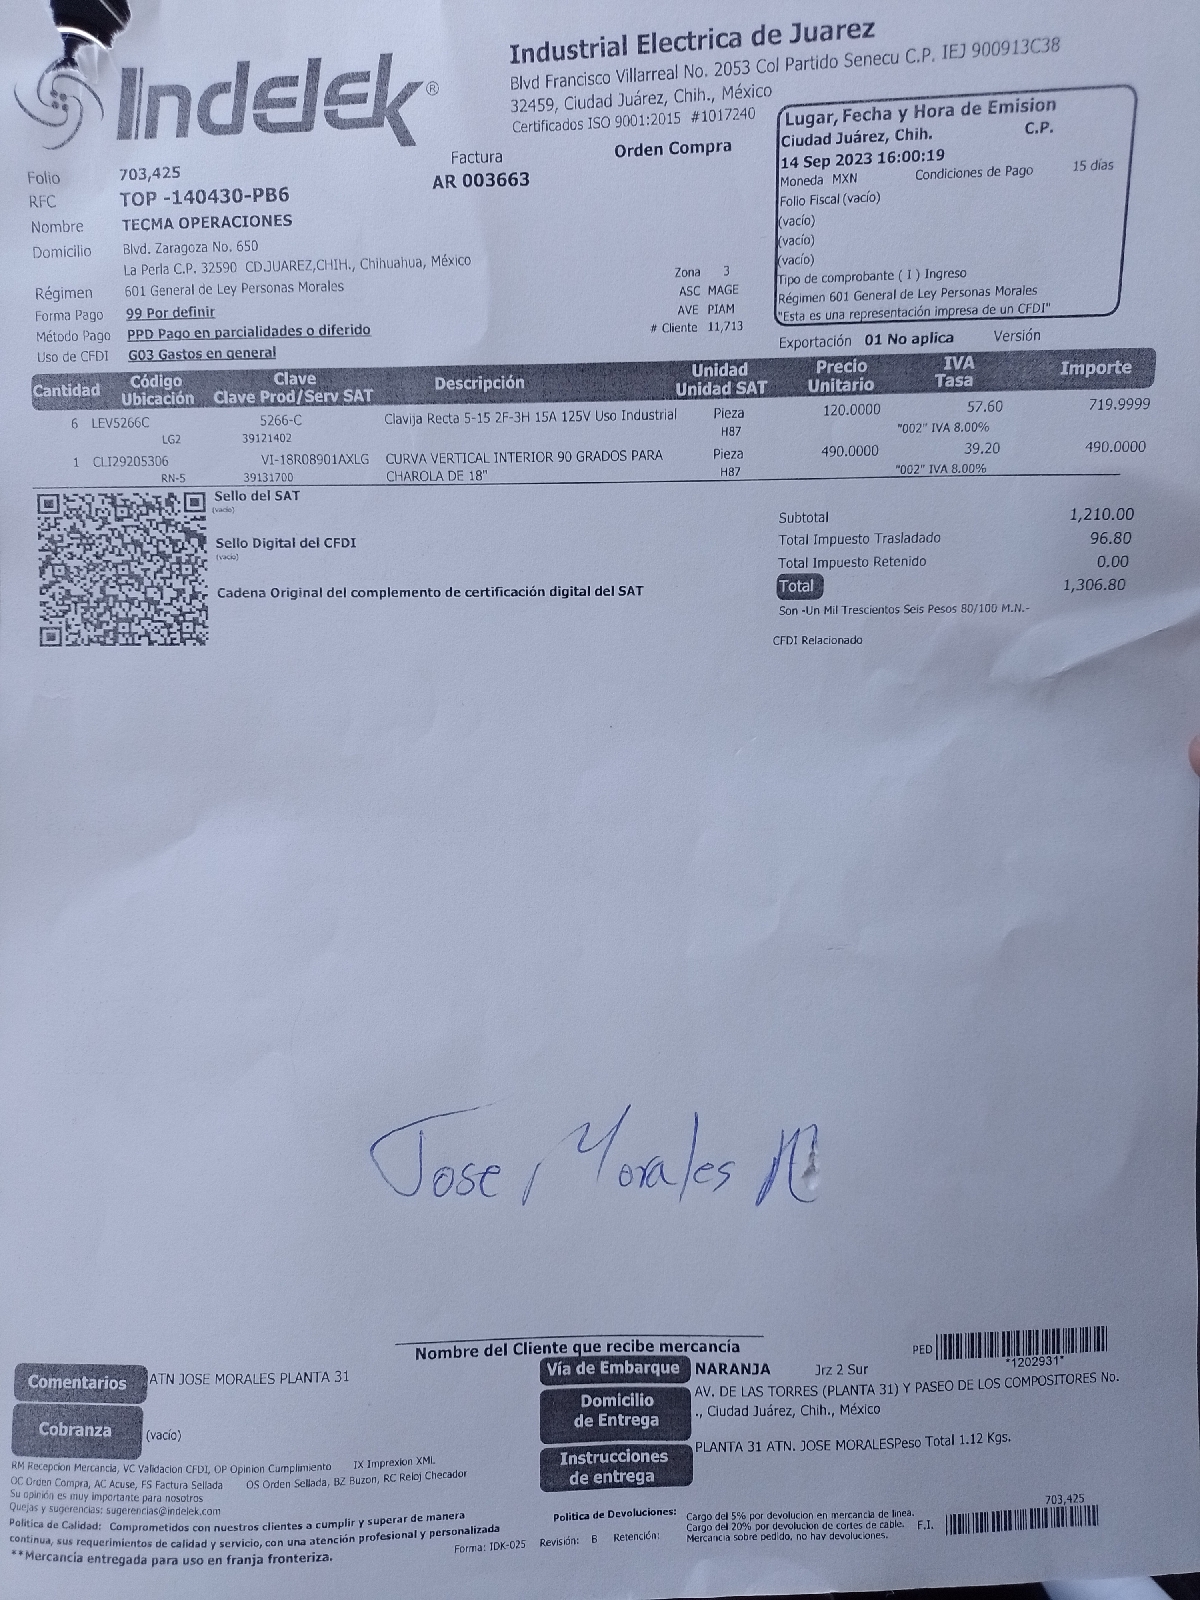 Indelek®
Industrial Electrica de Juarez
Blvd Francisco Villarreal No. 2053 Col Partido Senecu C.P. IEJ 900913C38
32459, Ciudad Juárez, Chih., México
Certificados ISO 9001:2015 #1017240
Lugar, Fecha y Hora de Emision
Ciudad Juárez, Chih. C.P.
14 Sep 2023 16:00:19
Moneda MXN Condiciones de Pago 15 días
Folio Fiscal (vacío)
(vacío)
(vacío)
(vacío)
Tipo de comprobante ( I ) Ingreso
Régimen 601 General de Ley Personas Morales
"Esta es una representación impresa de un CFDI"
Factura Orden Compra
AR 003663
Folio 703,425
RFC TOP -140430-PB6
Nombre TECMA OPERACIONES
Domicilio Blvd. Zaragoza No. 650
La Perla C.P. 32590 CD.JUAREZ,CHIH., Chihuahua, México
Régimen 601 General de Ley Personas Morales
Forma Pago 99 Por definir
Método Pago PPD Pago en parcialidades o diferido
Uso de CFDI G03 Gastos en general
Zona 3
ASC MAGE
AVE PIAM
# Cliente 11,713
Exportación 01 No aplica Versión
Cantidad Código Ubicación Clave Clave Prod/Serv SAT Descripción Unidad Unidad SAT Precio Unitario IVA Tasa Importe
6 LEV5266C 5266-C Clavija Recta 5-15 2F-3H 15A 125V Uso Industrial Pieza 120.0000 57.60 719.9999
LG2 39121402 H87 "002" IVA 8.00%
1 CLI29205306 VI-18R08901AXLG CURVA VERTICAL INTERIOR 90 GRADOS PARA Pieza 490.0000 39.20 490.0000
RN-5 39131700 CHAROLA DE 18" H87 "002" IVA 8.00%
Sello del SAT
(vacío)
Sello Digital del CFDI
(vacío)
Cadena Original del complemento de certificación digital del SAT
Subtotal 1,210.00
Total Impuesto Trasladado 96.80
Total Impuesto Retenido 0.00
Total 1,306.80
Son -Un Mil Trescientos Seis Pesos 80/100 M.N.-
CFDI Relacionado
Jose Morales
Nombre del Cliente que recibe mercancía
PED *1202931*
Comentarios ATN JOSE MORALES PLANTA 31
Cobranza (vacío)
Vía de Embarque NARANJA Jrz 2 Sur
Domicilio de Entrega AV. DE LAS TORRES (PLANTA 31) Y PASEO DE LOS COMPOSITORES No.
., Ciudad Juárez, Chih., México
Instrucciones de entrega PLANTA 31 ATN. JOSE MORALESPeso Total 1.12 Kgs.
RM Recepcion Mercancia, VC Validacion CFDI, OP Opinion Cumplimiento IX Imprexion XML
OC Orden Compra, AC Acuse, FS Factura Sellada OS Orden Sellada, BZ Buzon, RC Reloj Checador
Su opinión es muy importante para nosotros
Quejas y sugerencias: sugerencias@indelek.com
Politica de Calidad: Comprometidos con nuestros clientes a cumplir y superar de manera
continua, sus requerimientos de calidad y servicio, con una atención profesional y personalizada
**Mercancia entregada para uso en franja fronteriza.
Forma: IDK-025 Revisión: B Retención:
Politica de Devoluciones: Cargo del 5% por devolucion en mercancia de linea.
Cargo del 20% por devolucion de cortes de cable.
Mercancia sobre pedido, no hay devoluciones.
F.I. 703,425